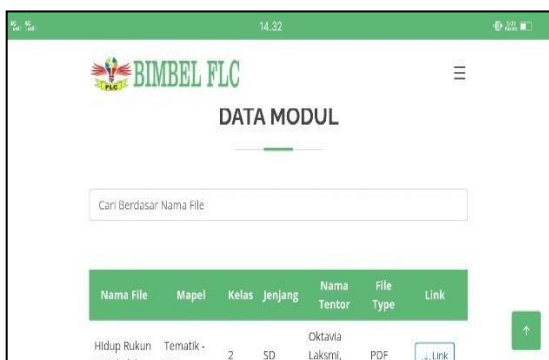 14.32
FLC
BIMBEL FLC
DATA MODUL
Cari Berdasar Nama File
Nama File Mapel Kelas Jenjang Nama Tentor File Type Link
Hidup Rukun Tematik - 2 SD Oktavia Laksmi, PDF Link